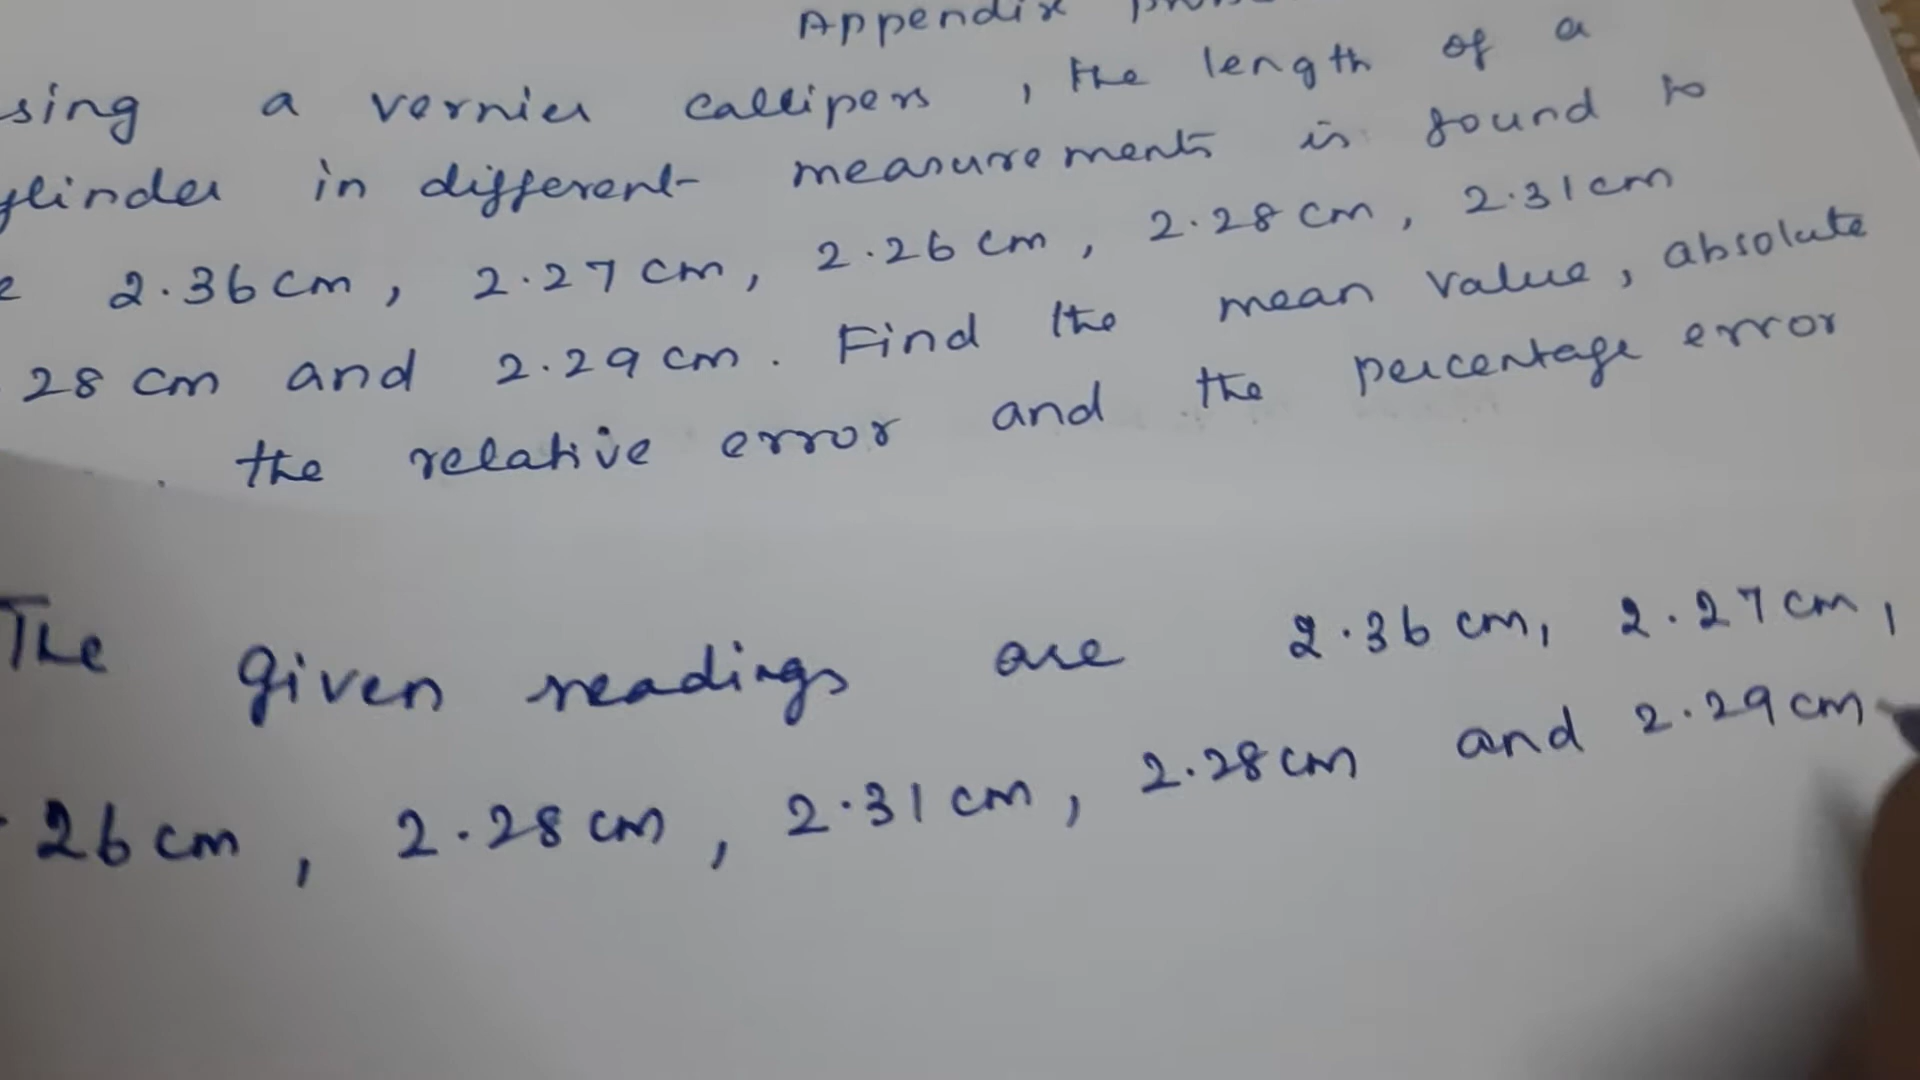 Appendix
sing a vernier callipers, the length of a
ylinder in different measurements is found to
e 2.36 cm, 2.27 cm, 2.26 cm, 2.28 cm, 2.31 cm
28 cm and 2.29 cm. Find the mean value, absolute
the relative error and the percentage error
The given readings are 2.36 cm, 2.27 cm,
.26 cm, 2.28 cm, 2.31 cm, 2.28 cm and 2.29 cm